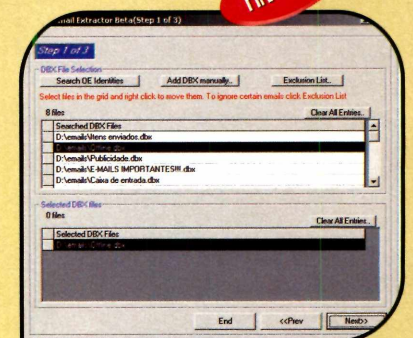 mail Extractor Beta(Step 1 of 3)
Step 1 of 3
DBX File Selection
Search OE Identities
Add DBX manually..
Exclusion List..
Select files in the grid and right click to move them. To ignore certain emails click Exclusion List
8 files
Clear All Entries..
Searched DBX Files
D:\emails\Itens enviados.dbx
D:\emails\Publicidade.dbx
D:\emails\E-MAILS IMPORTANTES!!!.dbx
D:\emails\Caixa de entrada.dbx
Selected DBX files
0 files
Clear All Entries..
Selected DBX Files
End
<<Prev
Next>>